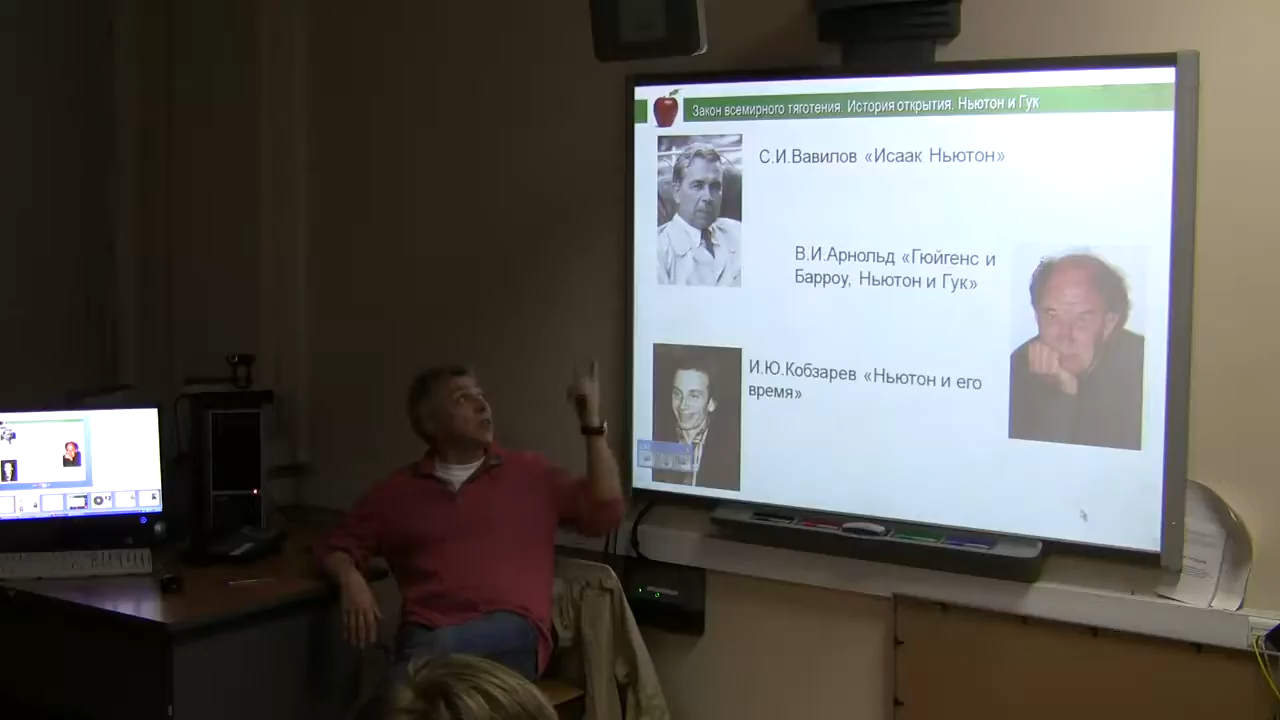 Закон всемирного тяготения. История открытия. Ньютон и Гук
С.И.Вавилов «Исаак Ньютон»
В.И.Арнольд «Гюйгенс и
Барроу, Ньютон и Гук»
И.Ю.Кобзарев «Ньютон и его
время»